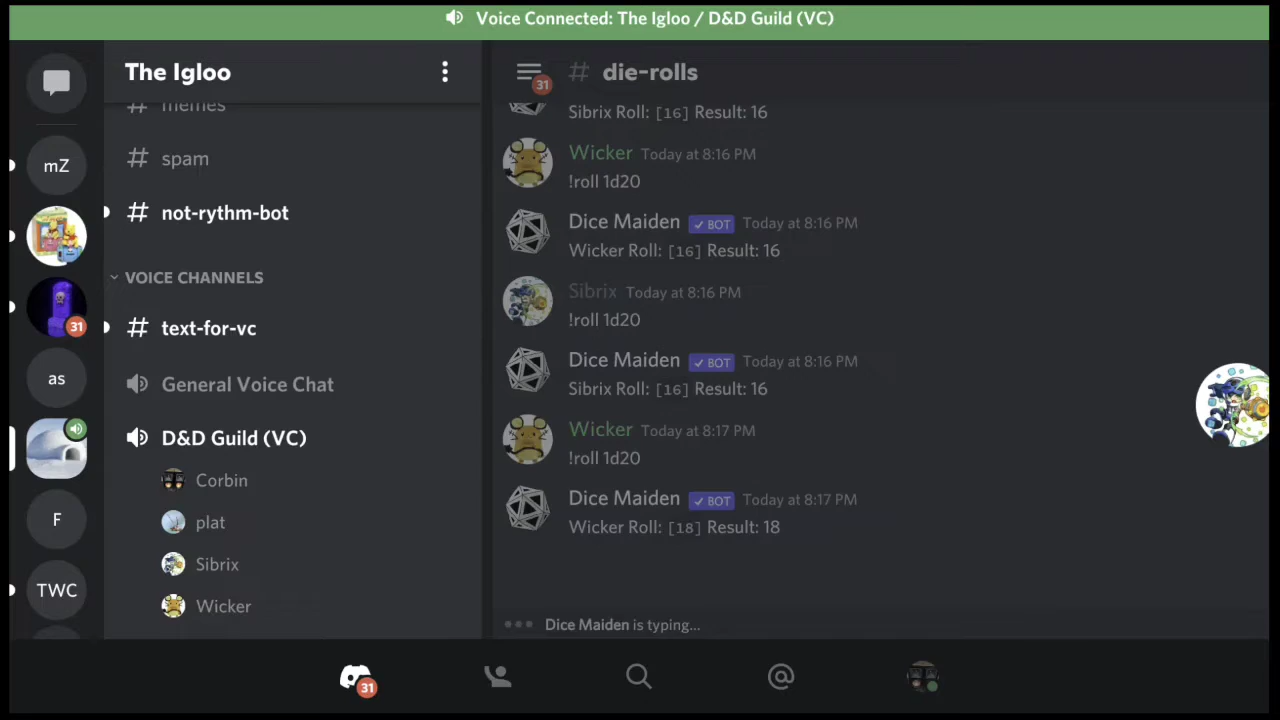 Voice Connected: The Igloo / D&D Guild (VC)
The Igloo
# memes
# spam
# not-rythm-bot
VOICE CHANNELS
# text-for-vc
General Voice Chat
D&D Guild (VC)
Corbin
plat
Sibrix
Wicker
mZ
31
as
F
TWC
31
# die-rolls
Sibrix Roll: [16] Result: 16
Wicker Today at 8:16 PM
!roll 1d20
Dice Maiden ✓ BOT Today at 8:16 PM
Wicker Roll: [16] Result: 16
Sibrix Today at 8:16 PM
!roll 1d20
Dice Maiden ✓ BOT Today at 8:16 PM
Sibrix Roll: [16] Result: 16
Wicker Today at 8:17 PM
!roll 1d20
Dice Maiden ✓ BOT Today at 8:17 PM
Wicker Roll: [18] Result: 18
Dice Maiden is typing...
31
@